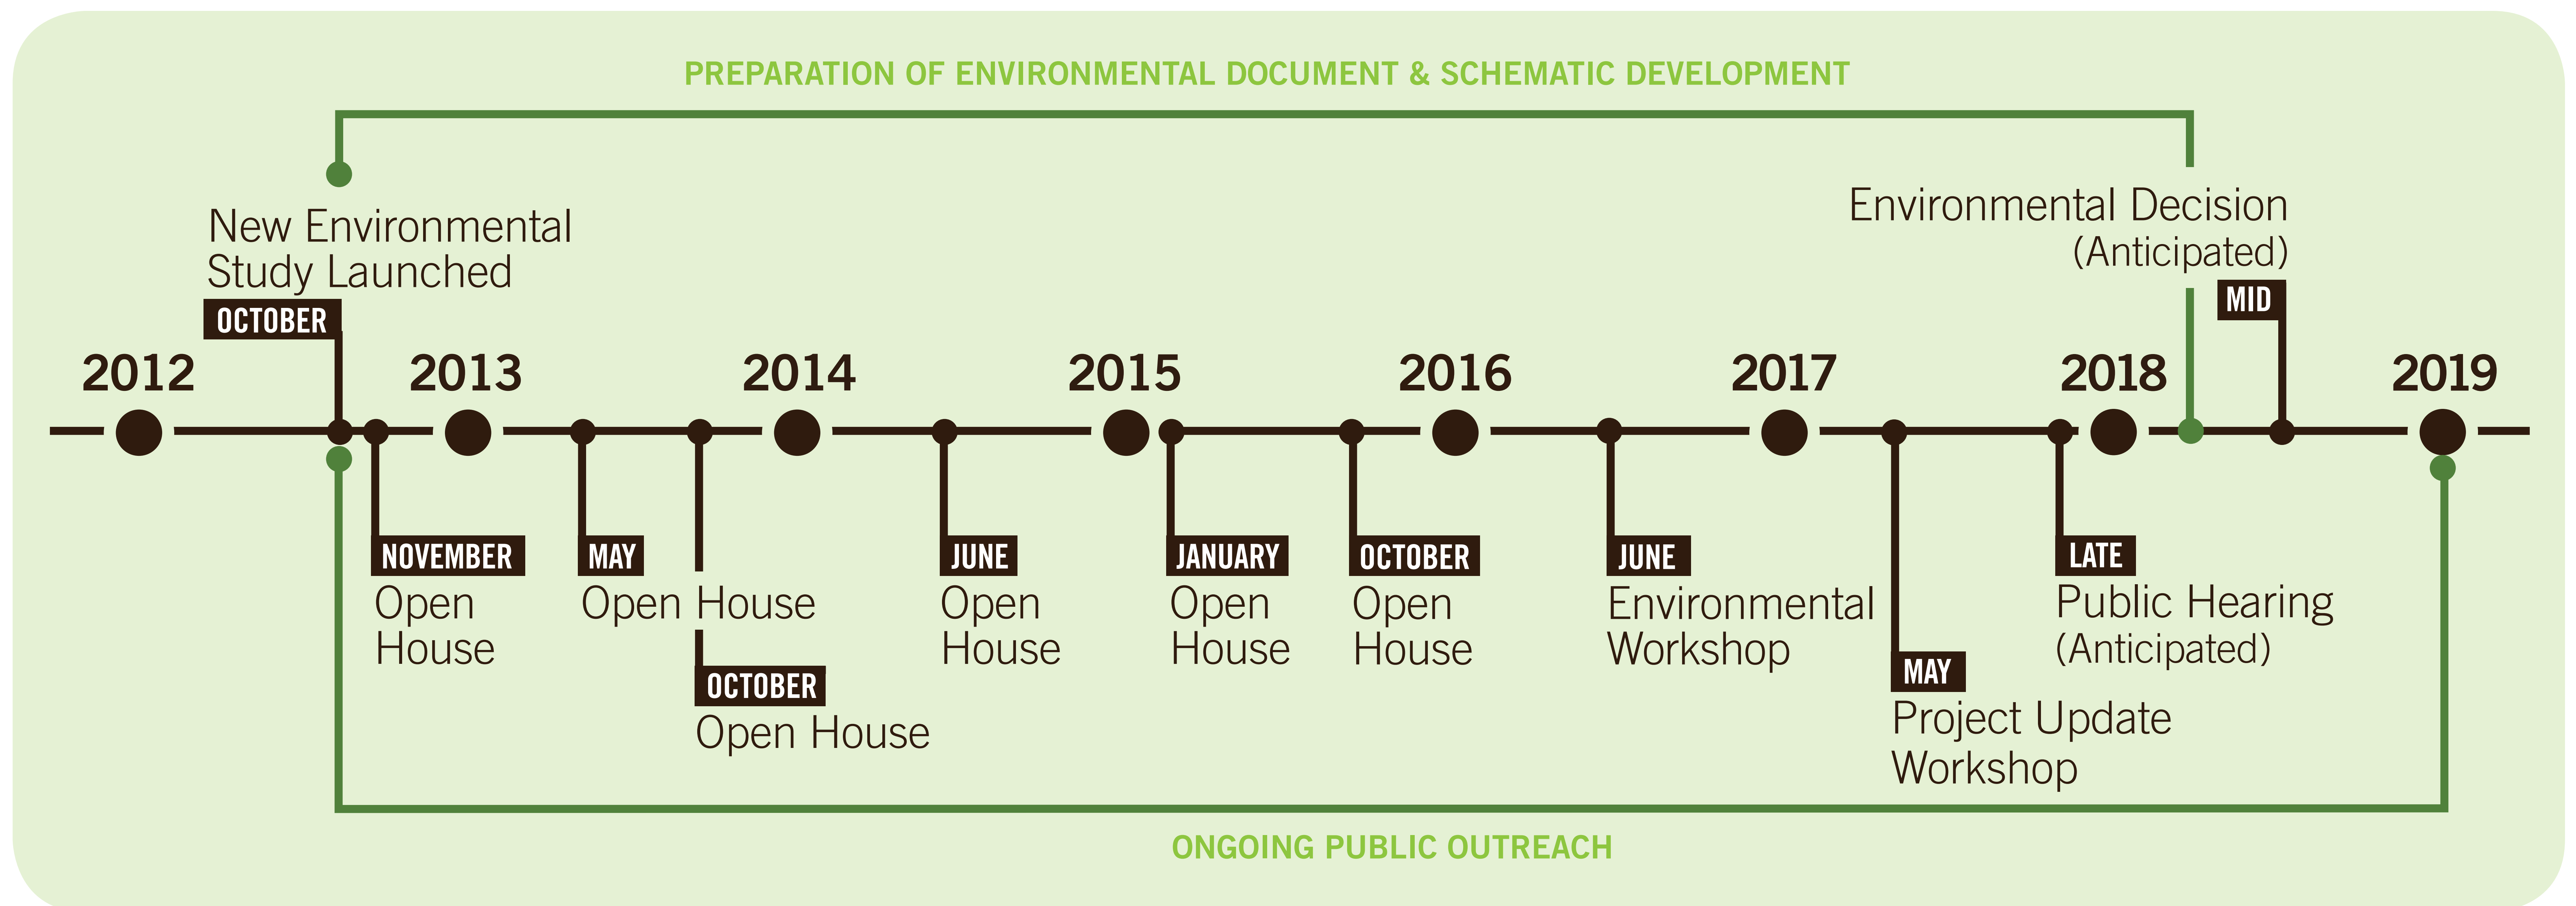 PREPARATION OF ENVIRONMENTAL DOCUMENT & SCHEMATIC DEVELOPMENT
New Environmental
Study Launched
OCTOBER
Environmental Decision
(Anticipated)
MID
2012
2013
2014
2015
2016
2017
2018
2019
NOVEMBER
Open
House
MAY
Open House
OCTOBER
Open House
JUNE
Open
House
JANUARY
Open
House
OCTOBER
Open
House
JUNE
Environmental
Workshop
MAY
Project Update
Workshop
LATE
Public Hearing
(Anticipated)
ONGOING PUBLIC OUTREACH